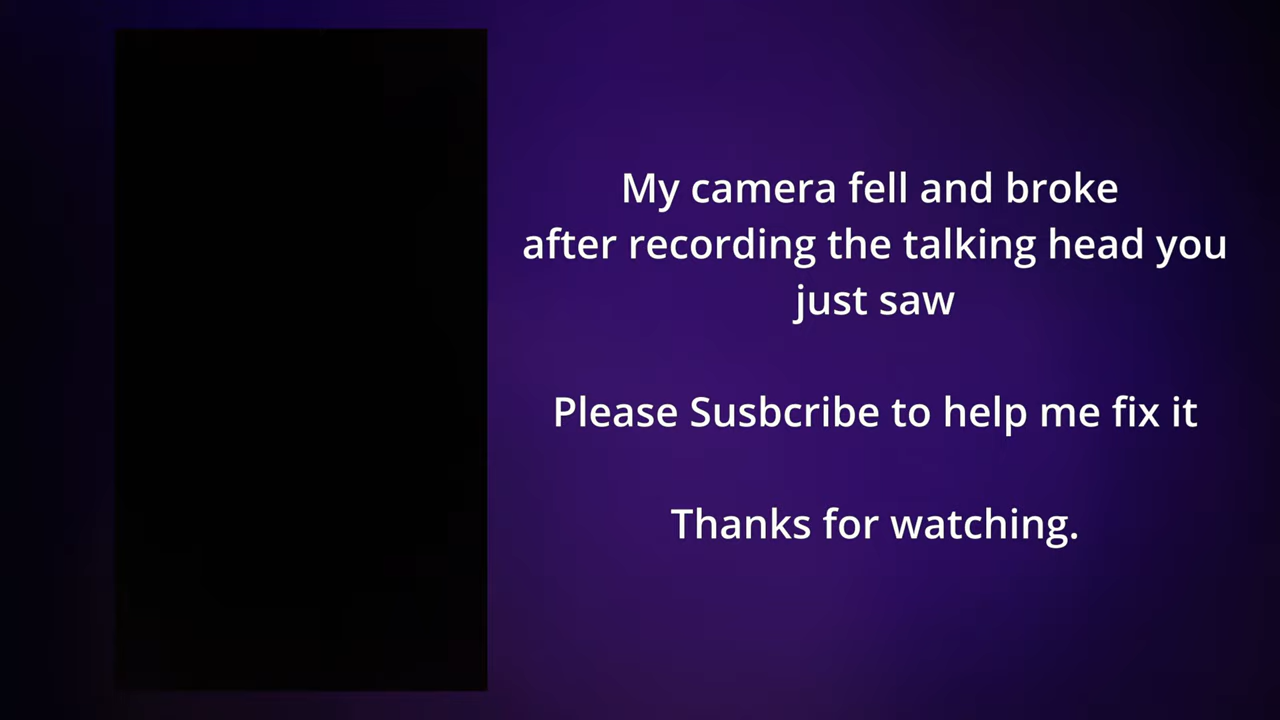 My camera fell and broke
after recording the talking head you
just saw
Please Susbcribe to help me fix it
Thanks for watching.